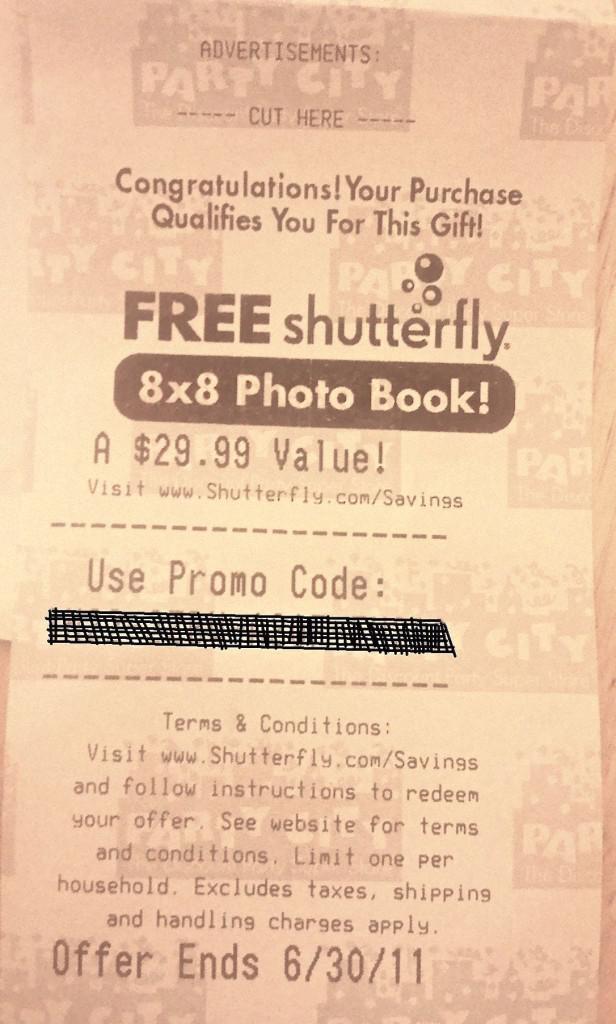 ADVERTISEMENTS:
----- CUT HERE -----
Congratulations! Your Purchase
Qualifies You For This Gift!
FREE shutterfly.
8x8 Photo Book!
A $29.99 Value!
Visit www.Shutterfly.com/Savings
Use Promo Code:
Terms & Conditions:
Visit www.Shutterfly.com/Savings
and follow instructions to redeem
your offer. See website for terms
and conditions. Limit one per
household. Excludes taxes, shipping
and handling charges apply.
Offer Ends 6/30/11
PARTY CITY